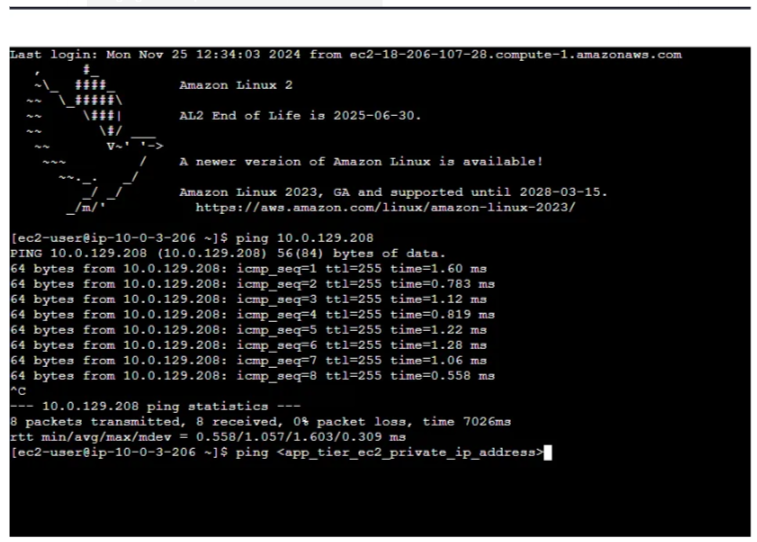 Last login: Mon Nov 25 12:34:03 2024 from ec2-18-206-107-28.compute-1.amazonaws.com
   ,     #_
   ~\_  ####_        Amazon Linux 2
  ~~  \_#####\
  ~~     \###|       AL2 End of Life is 2025-06-30.
  ~~       \#/ ___
   ~~       V~' '->
    ~~~         /    A newer version of Amazon Linux is available!
      ~~._.   _/
         _/ _/       Amazon Linux 2023, GA and supported until 2028-03-15.
       _/m/'           https://aws.amazon.com/linux/amazon-linux-2023/
[ec2-user@ip-10-0-3-206 ~]$ ping 10.0.129.208
PING 10.0.129.208 (10.0.129.208) 56(84) bytes of data.
64 bytes from 10.0.129.208: icmp_seq=1 ttl=255 time=1.60 ms
64 bytes from 10.0.129.208: icmp_seq=2 ttl=255 time=0.783 ms
64 bytes from 10.0.129.208: icmp_seq=3 ttl=255 time=1.12 ms
64 bytes from 10.0.129.208: icmp_seq=4 ttl=255 time=0.819 ms
64 bytes from 10.0.129.208: icmp_seq=5 ttl=255 time=1.22 ms
64 bytes from 10.0.129.208: icmp_seq=6 ttl=255 time=1.28 ms
64 bytes from 10.0.129.208: icmp_seq=7 ttl=255 time=1.06 ms
64 bytes from 10.0.129.208: icmp_seq=8 ttl=255 time=0.558 ms
^C
--- 10.0.129.208 ping statistics ---
8 packets transmitted, 8 received, 0% packet loss, time 7026ms
rtt min/avg/max/mdev = 0.558/1.057/1.603/0.309 ms
[ec2-user@ip-10-0-3-206 ~]$ ping <app_tier_ec2_private_ip_address>